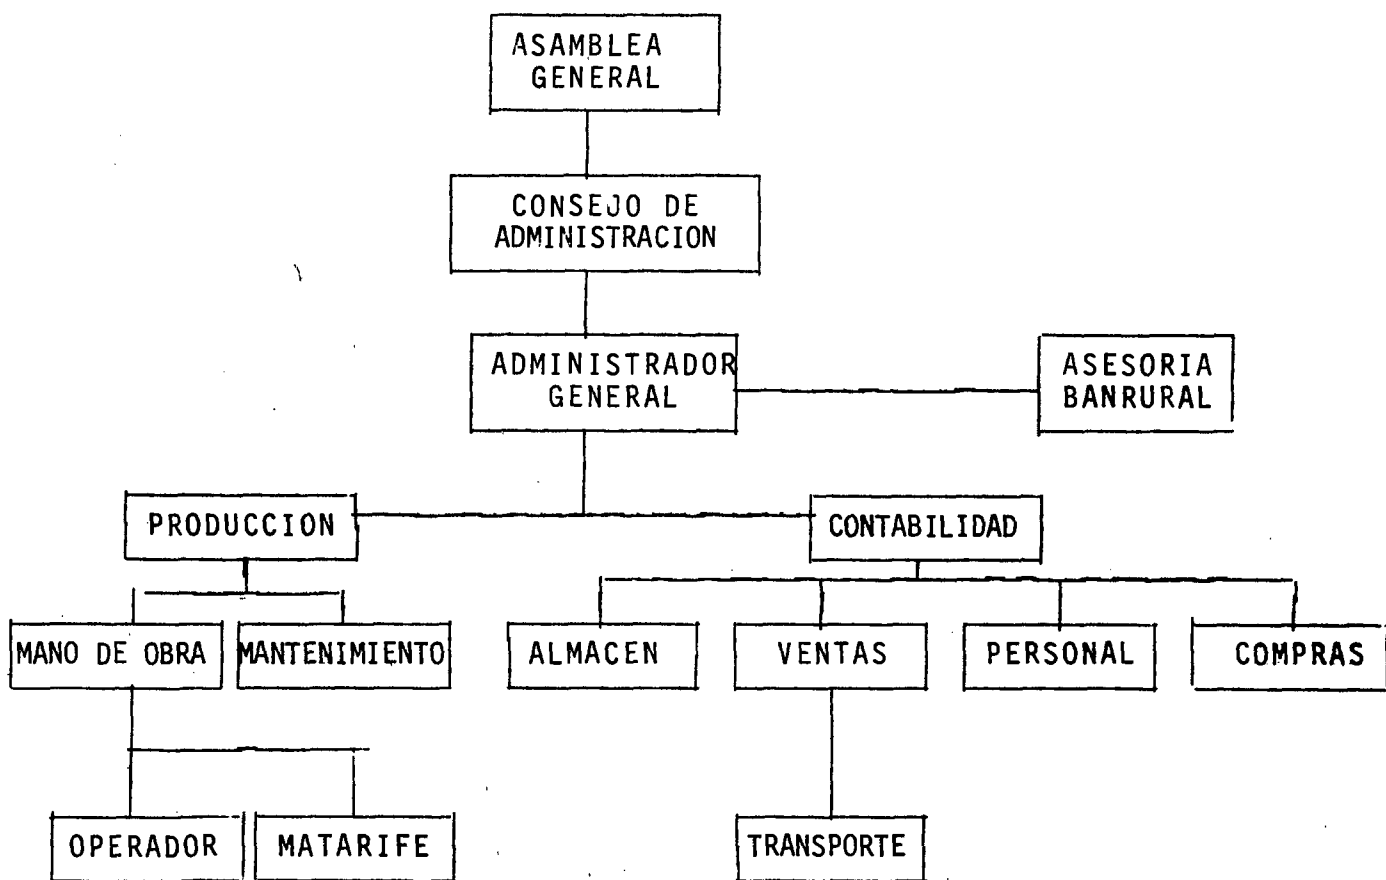 ASAMBLEA
GENERAL
CONSEJO DE
ADMINISTRACION
ADMINISTRADOR
GENERAL
ASESORIA
BANRURAL
PRODUCCION
CONTABILIDAD
MANO DE OBRA
MANTENIMIENTO
ALMACEN
VENTAS
PERSONAL
COMPRAS
OPERADOR
MATARIFE
TRANSPORTE